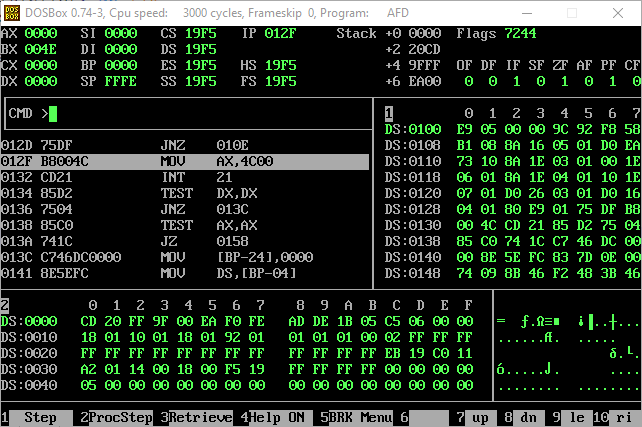 DOSBox 0.74-3, Cpu speed: 3000 cycles, Frameskip 0, Program: AFD
AX 0000 SI 0000 CS 19F5 IP 012F Stack +0 0000 Flags 7244
BX 004E DI 0000 DS 19F5 +2 20CD
CX 0000 BP 0000 ES 19F5 HS 19F5 +4 9FFF OF DF IF SF ZF AF PF CF
DX 0000 SP FFFE SS 19F5 FS 19F5 +6 EA00 0 0 1 0 1 0 1 0
CMD >
1 0 1 2 3 4 5 6 7
DS:0100 E9 05 00 00 9C 92 F8 58
012D 75DF JNZ 010E DS:0108 B1 08 8A 16 05 01 D0 EA
012F B8004C MOV AX,4C00 DS:0110 73 10 8A 1E 03 01 00 1E
0132 CD21 INT 21 DS:0118 06 01 8A 1E 04 01 10 1E
0134 85D2 TEST DX,DX DS:0120 07 01 D0 26 03 01 D0 16
0136 7504 JNZ 013C DS:0128 04 01 80 E9 01 75 DF B8
0138 85C0 TEST AX,AX DS:0130 00 4C CD 21 85 D2 75 04
013A 741C JZ 0158 DS:0138 85 C0 74 1C C7 46 DC 00
013C C746DC0000 MOV [BP-24],0000 DS:0140 00 8E 5E FC 83 7D 0E 00
0141 8E5EFC MOV DS,[BP-04] DS:0148 74 09 8B 46 F2 48 3B 46
2 0 1 2 3 4 5 6 7 8 9 A B C D E F
DS:0000 CD 20 FF 9F 00 EA F0 FE AD DE 1B 05 C5 06 00 00 = ƒ.Ω≡■ ¡▐..┼...
DS:0010 18 01 10 01 18 01 92 01 01 01 01 00 02 FF FF FF ......Æ. ....
DS:0020 FF FF FF FF FF FF FF FF FF FF FF FF EB 19 C0 11 δ.└.
DS:0030 A2 01 14 00 18 00 F5 19 FF FF FF FF 00 00 00 00 ó.....⌡. ....
DS:0040 05 00 00 00 00 00 00 00 00 00 00 00 00 00 00 00 ........ ........
1 Step 2 ProcStep 3 Retrieve 4 Help ON 5 BRK Menu 6 7 up 8 dn 9 le 10 ri